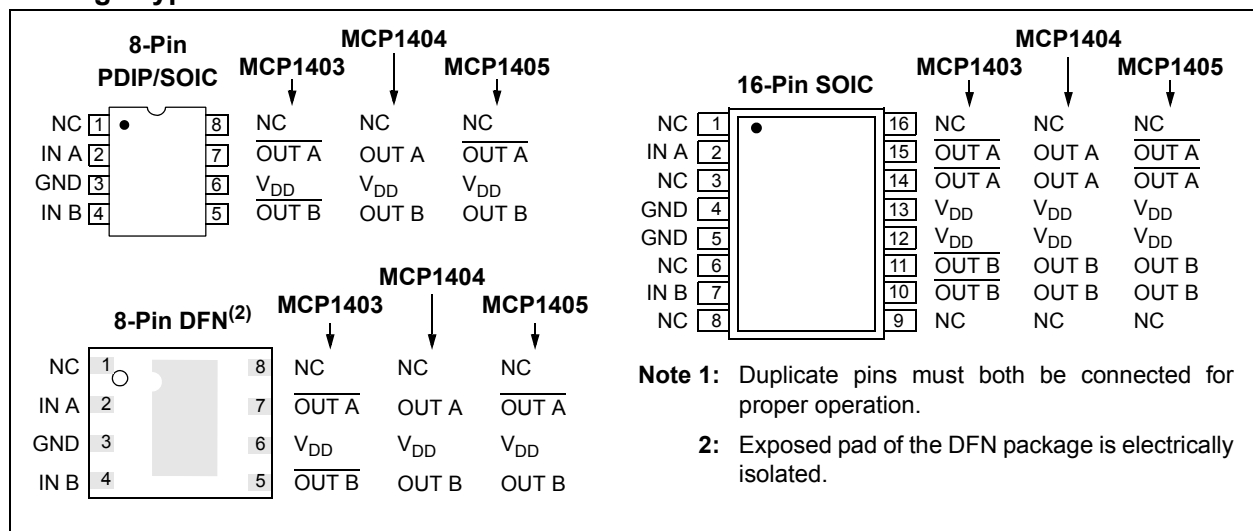 8-Pin
PDIP/SOIC
MCP1403 MCP1404 MCP1405
NC 1 8 NC NC NC
IN A 2 7 OUT A OUT A OUT A
GND 3 6 VDD VDD VDD
IN B 4 5 OUT B OUT B OUT B
8-Pin DFN(2)
MCP1403 MCP1404 MCP1405
NC 1 8 NC NC NC
IN A 2 7 OUT A OUT A OUT A
GND 3 6 VDD VDD VDD
IN B 4 5 OUT B OUT B OUT B
16-Pin SOIC
MCP1403 MCP1404 MCP1405
NC 1 16 NC NC NC
IN A 2 15 OUT A OUT A OUT A
NC 3 14 OUT A OUT A OUT A
GND 4 13 VDD VDD VDD
GND 5 12 VDD VDD VDD
NC 6 11 OUT B OUT B OUT B
IN B 7 10 OUT B OUT B OUT B
NC 8 9 NC NC NC
Note 1: Duplicate pins must both be connected for
proper operation.
2: Exposed pad of the DFN package is electrically
isolated.